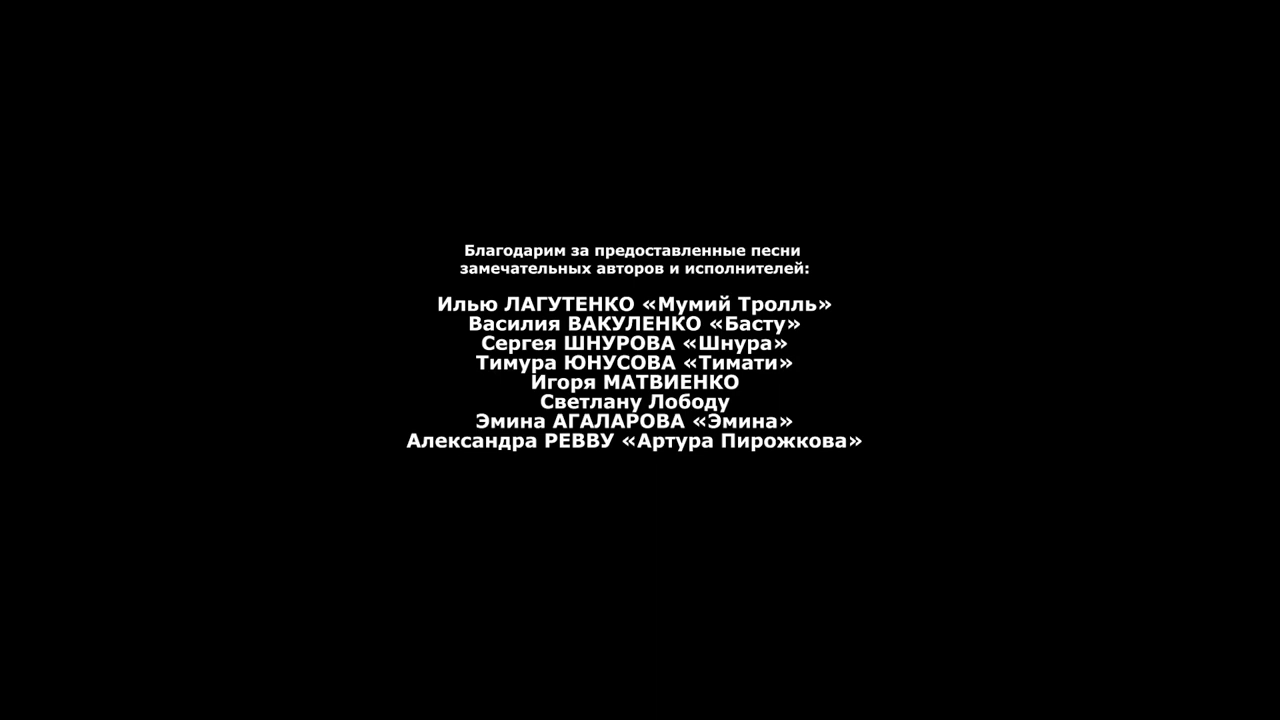 Благодарим за предоставленные песни
замечательных авторов и исполнителей:
Илью ЛАГУТЕНКО «Мумий Тролль»
Василия ВАКУЛЕНКО «Басту»
Сергея ШНУРОВА «Шнура»
Тимура ЮНУСОВА «Тимати»
Игоря МАТВИЕНКО
Светлану Лободу
Эмина АГАЛАРОВА «Эмина»
Александра РЕВВУ «Артура Пирожкова»